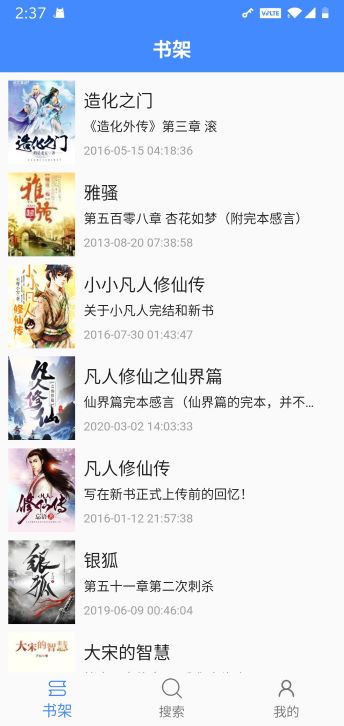 2:37
VoLTE
书架
造化之门
《造化外传》第三章 滚
2016-05-15 04:18:36
雅骚
第五百零八章 杏花如梦（附完本感言）
2013-08-20 07:38:58
小小凡人修仙传
关于小凡人完结和新书
2016-07-30 01:43:47
凡人修仙之仙界篇
仙界篇完本感言（仙界篇的完本，并不...
2020-03-02 14:03:33
凡人修仙传
写在新书正式上传前的回忆！
2016-01-12 21:57:38
银狐
第五十一章第二次刺杀
2019-06-09 00:46:04
大宋的智慧
大宋的智慧
书架
搜索
我的